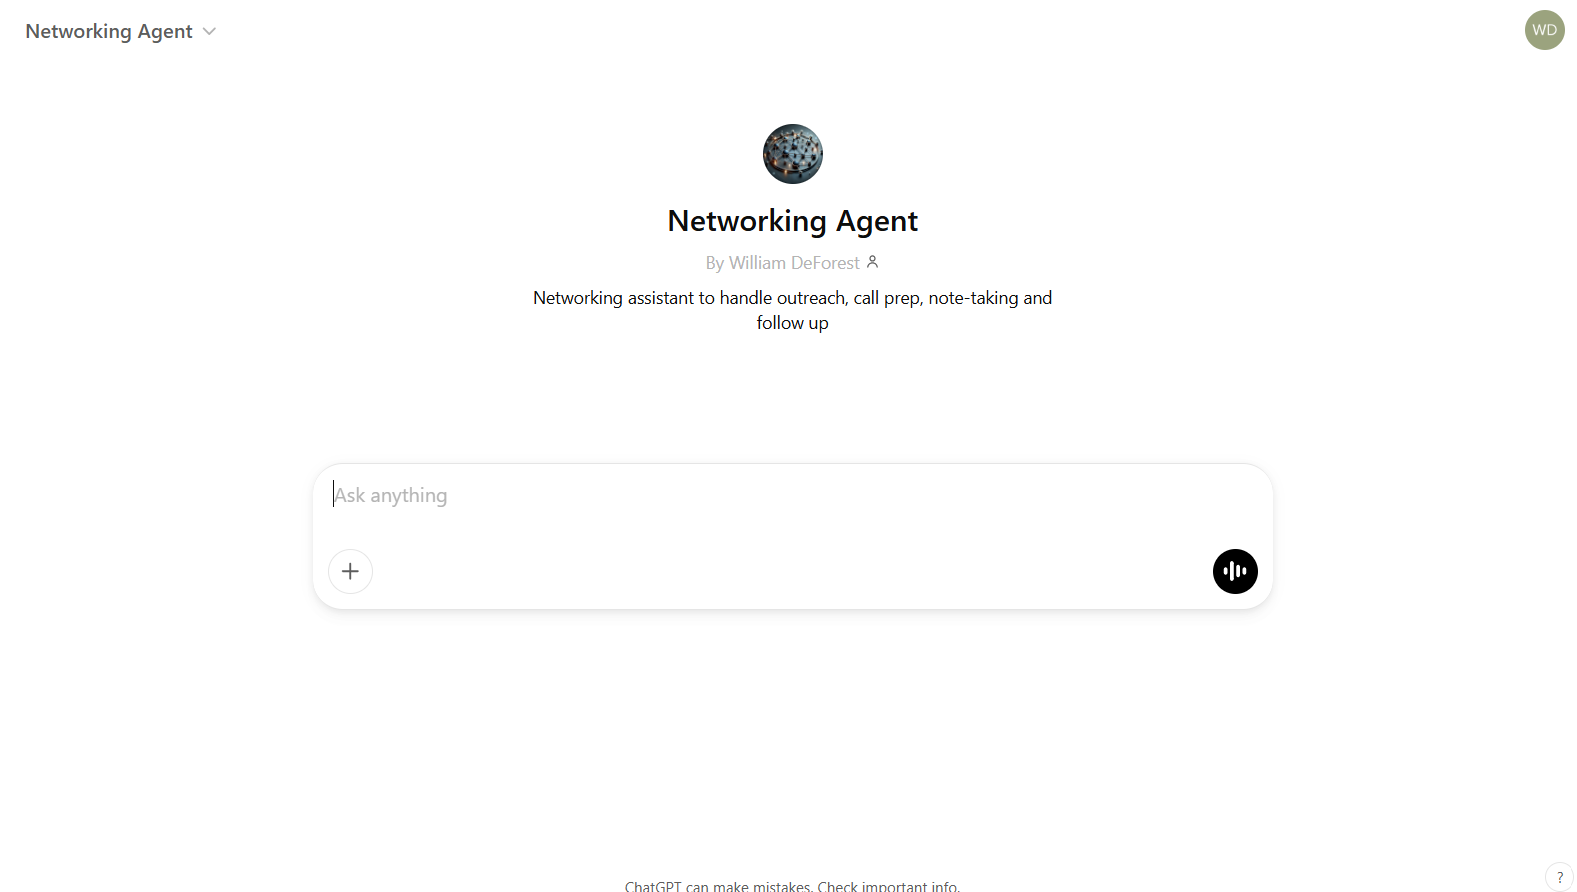 Networking Agent
WD
Networking Agent
By William DeForest
Networking assistant to handle outreach, call prep, note-taking and
follow up
Ask anything
ChatGPT can make mistakes. Check important info.
?